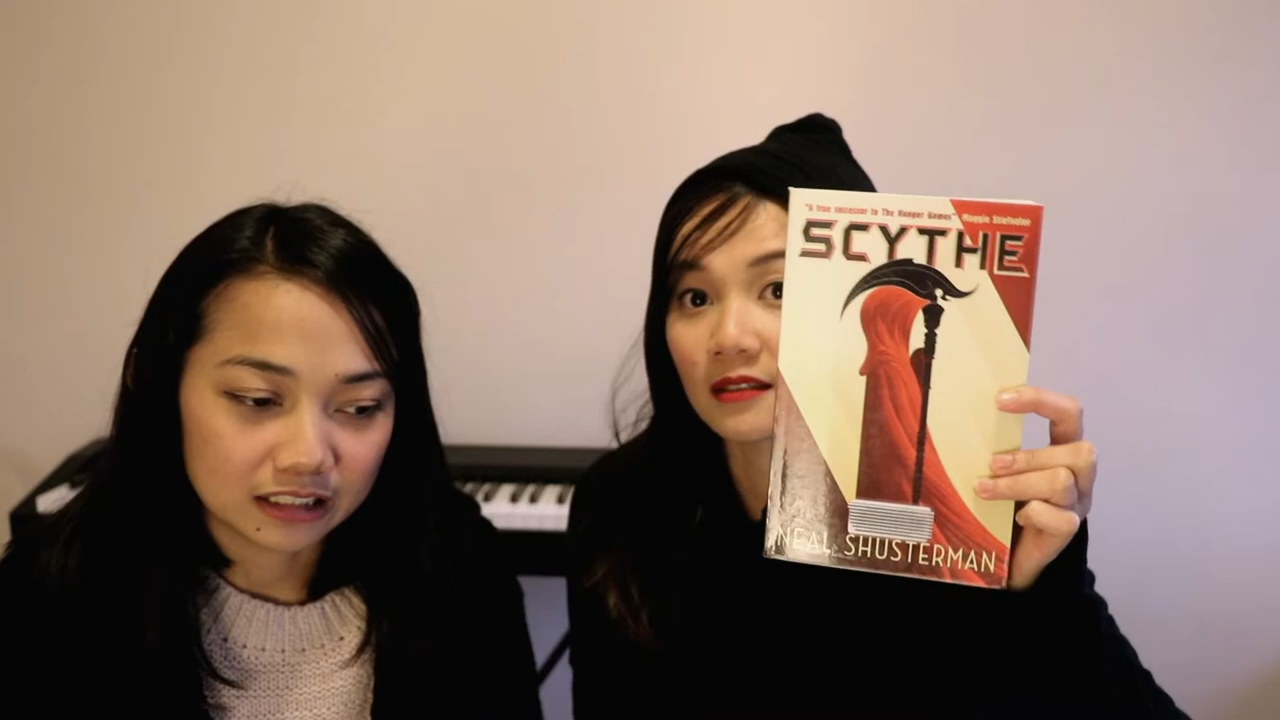 "A true successor to The Hunger Games" Maggie Stiefvater
SCYTHE
NEAL SHUSTERMAN